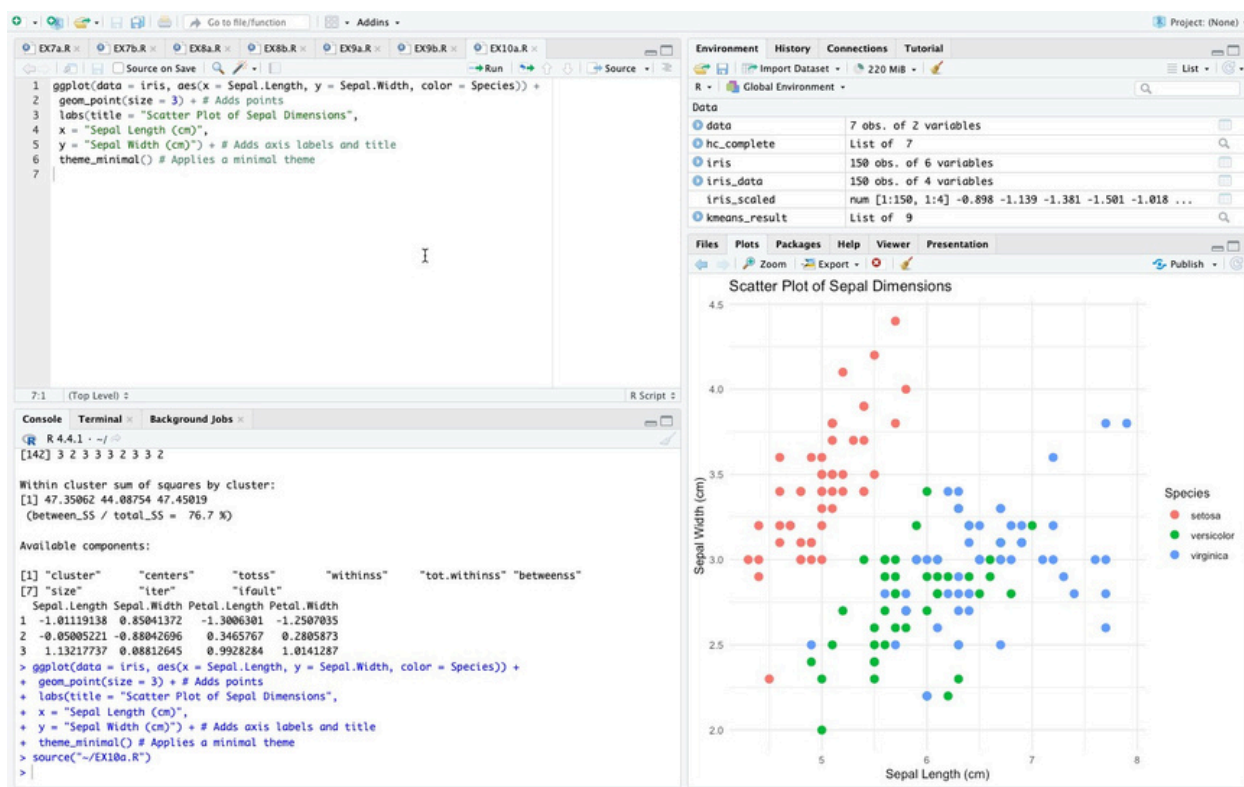 Go to file/function
Addins
Project: (None)
EX7a.R EX7b.R EX8a.R EX8b.R EX9a.R EX9b.R EX10a.R
Source on Save Run Source
1 ggplot(data = iris, aes(x = Sepal.Length, y = Sepal.Width, color = Species)) +
2 geom_point(size = 3) + # Adds points
3 labs(title = "Scatter Plot of Sepal Dimensions",
4 x = "Sepal Length (cm)",
5 y = "Sepal Width (cm)") + # Adds axis labels and title
6 theme_minimal() # Applies a minimal theme
7
7:1 (Top Level) R Script
Console Terminal Background Jobs
R R 4.4.1 · ~/
[142] 3 2 3 3 3 2 3 3 2
Within cluster sum of squares by cluster:
[1] 47.35062 44.08754 47.45019
(between_SS / total_SS = 76.7 %)
Available components:
[1] "cluster" "centers" "totss" "withinss" "tot.withinss" "betweenss"
[7] "size" "iter" "ifault"
Sepal.Length Sepal.Width Petal.Length Petal.Width
1 -1.01119138 0.85041372 -1.3006301 -1.2507035
2 -0.05005221 -0.88042696 0.3465767 0.2805873
3 1.13217737 0.08812645 0.9928284 1.0141287
> ggplot(data = iris, aes(x = Sepal.Length, y = Sepal.Width, color = Species)) +
+ geom_point(size = 3) + # Adds points
+ labs(title = "Scatter Plot of Sepal Dimensions",
+ x = "Sepal Length (cm)",
+ y = "Sepal Width (cm)") + # Adds axis labels and title
+ theme_minimal() # Applies a minimal theme
> source("~/EX10a.R")
>
Environment History Connections Tutorial
Import Dataset 220 MiB List
R Global Environment
Data
data 7 obs. of 2 variables
hc_complete List of 7
iris 150 obs. of 6 variables
iris_data 150 obs. of 4 variables
iris_scaled num [1:150, 1:4] -0.898 -1.139 -1.381 -1.501 -1.018 ...
kmeans_result List of 9
Files Plots Packages Help Viewer Presentation
Zoom Export Publish
Scatter Plot of Sepal Dimensions
4.5
4.0
3.5
3.0
2.5
2.0
Sepal Width (cm)
5 6 7 8
Sepal Length (cm)
Species
setosa
versicolor
virginica